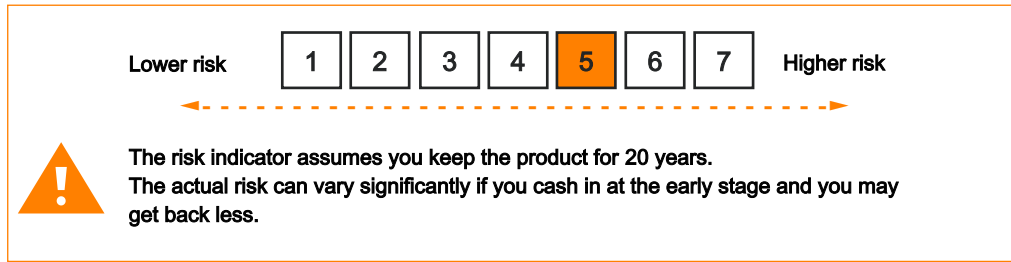 Lower risk 1 2 3 4 5 6 7 Higher risk
!
The risk indicator assumes you keep the product for 20 years.
The actual risk can vary significantly if you cash in at the early stage and you may
get back less.